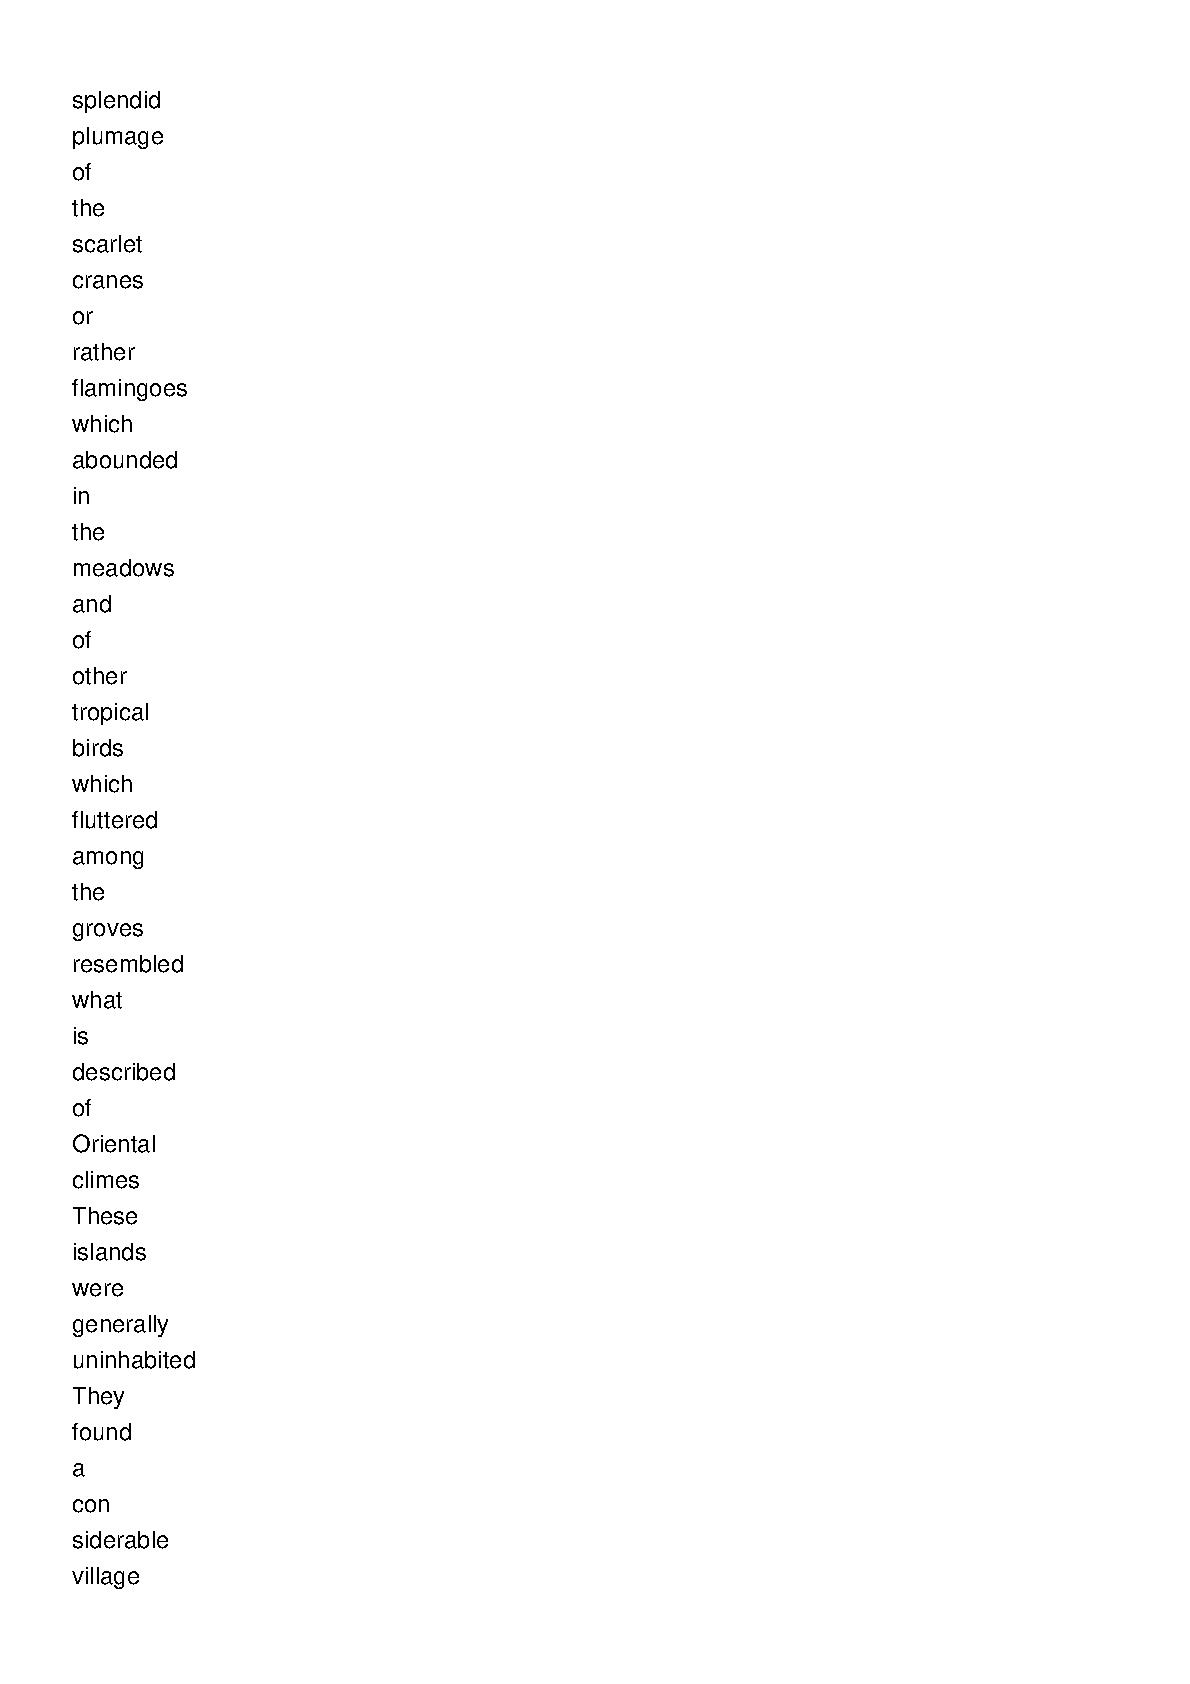 splendid
plumage
of
the
scarlet
cranes
or
rather
flamingoes
which
abounded
in
the
meadows
and
of
other
tropical
birds
which
fluttered
among
the
groves
resembled
what
is
described
of
Oriental
climes
These
islands
were
generally
uninhabited
They
found
a
con
siderable
village